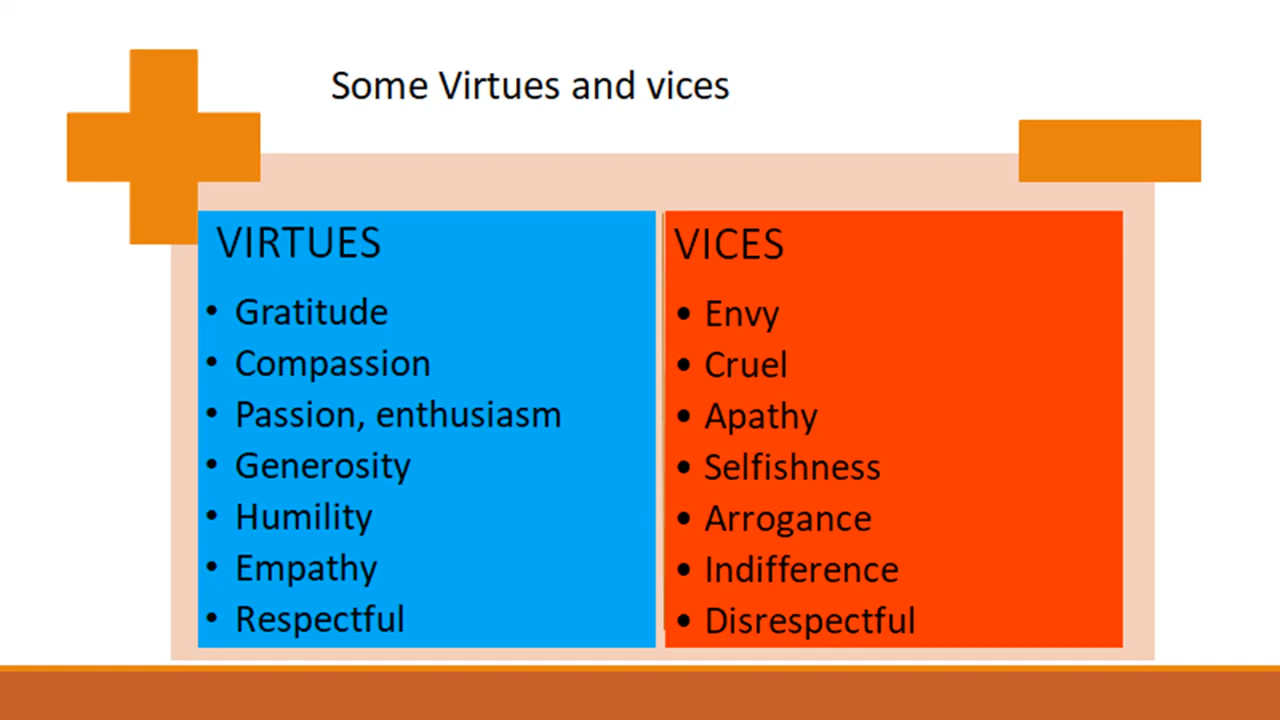 Some Virtues and vices
VIRTUES
• Gratitude
• Compassion
• Passion, enthusiasm
• Generosity
• Humility
• Empathy
• Respectful
VICES
• Envy
• Cruel
• Apathy
• Selfishness
• Arrogance
• Indifference
• Disrespectful